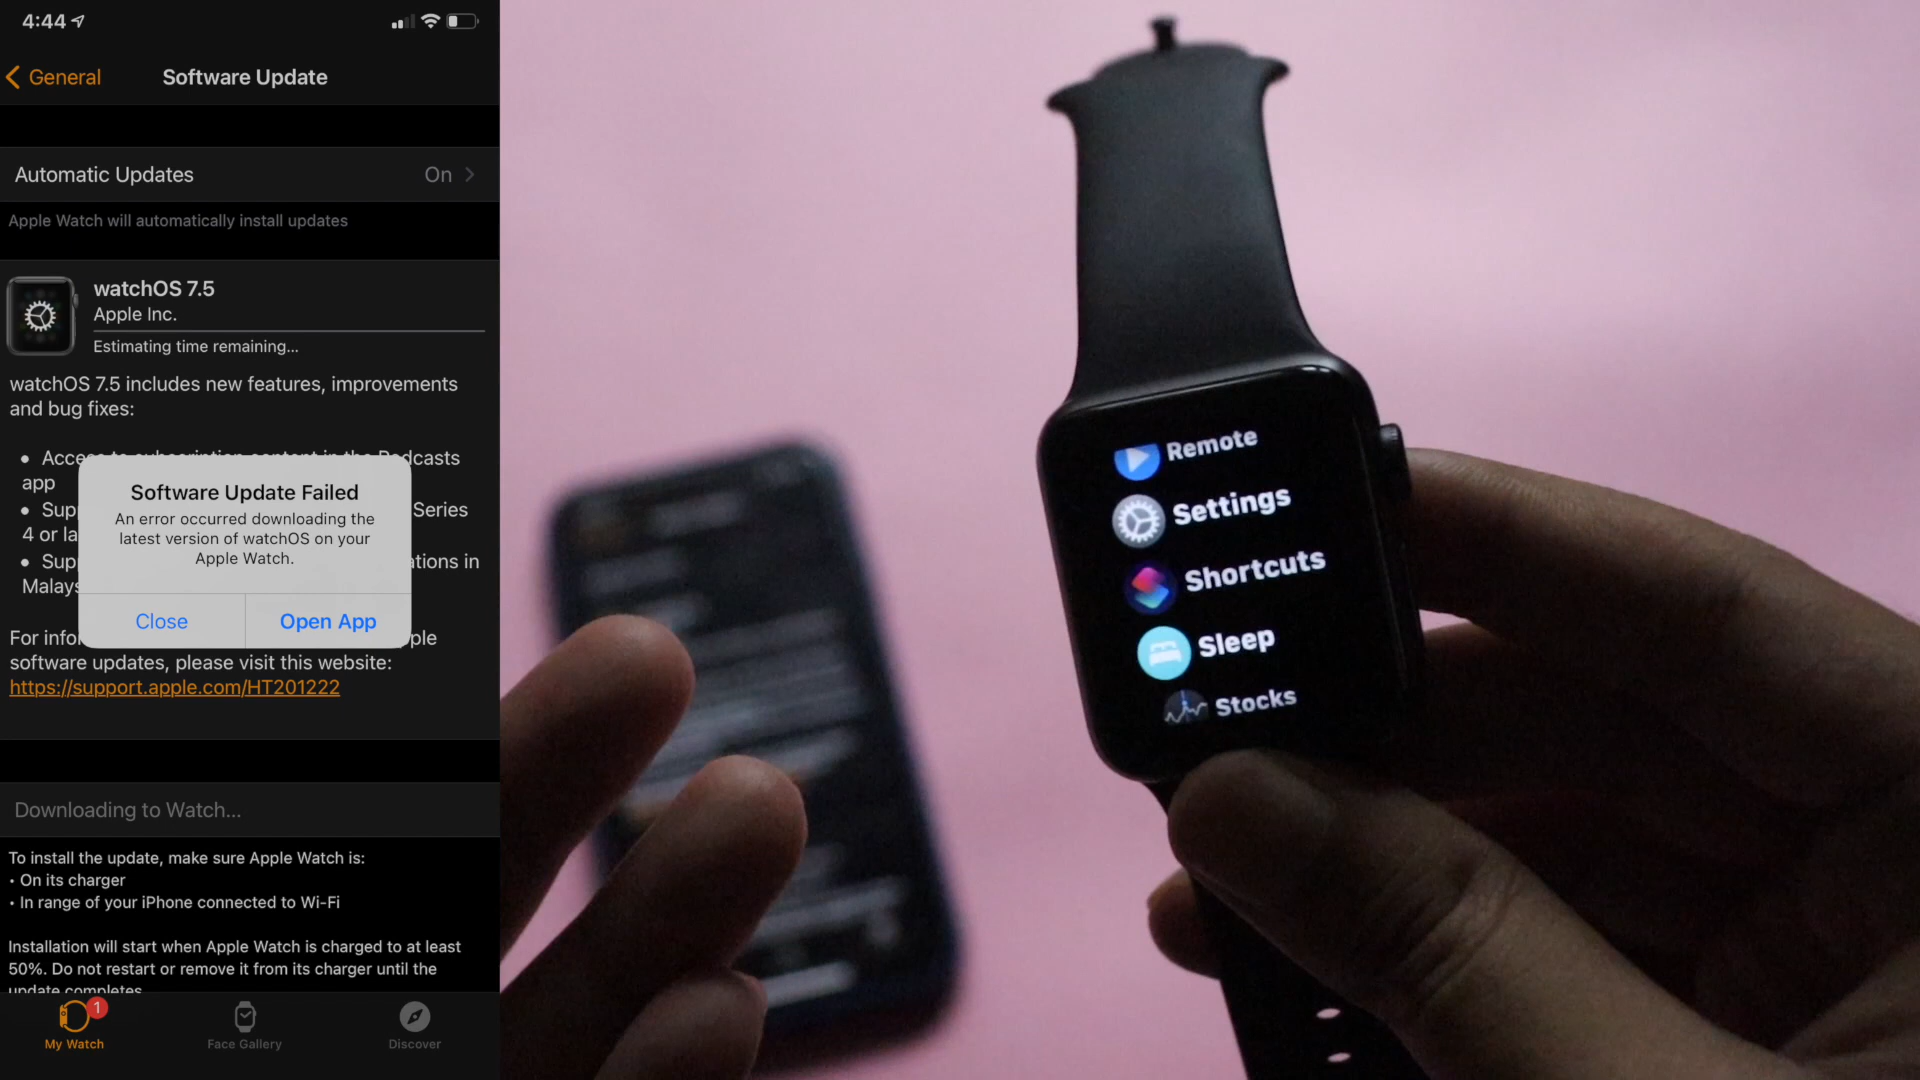 4:44
General
Software Update
Automatic Updates
On
Apple Watch will automatically install updates
watchOS 7.5
Apple Inc.
Estimating time remaining...
watchOS 7.5 includes new features, improvements
and bug fixes:
app
Series
4 or la
Malays
Software Update Failed
An error occurred downloading the
latest version of watchOS on your
Apple Watch.
Close
Open App
For infor
software updates, please visit this website:
https://support.apple.com/HT201222
Downloading to Watch...
To install the update, make sure Apple Watch is:
• On its charger
• In range of your iPhone connected to Wi-Fi
Installation will start when Apple Watch is charged to at least
50%. Do not restart or remove it from its charger until the
update completes
1
My Watch
Face Gallery
Discover
Remote
Settings
Shortcuts
Sleep
Stocks